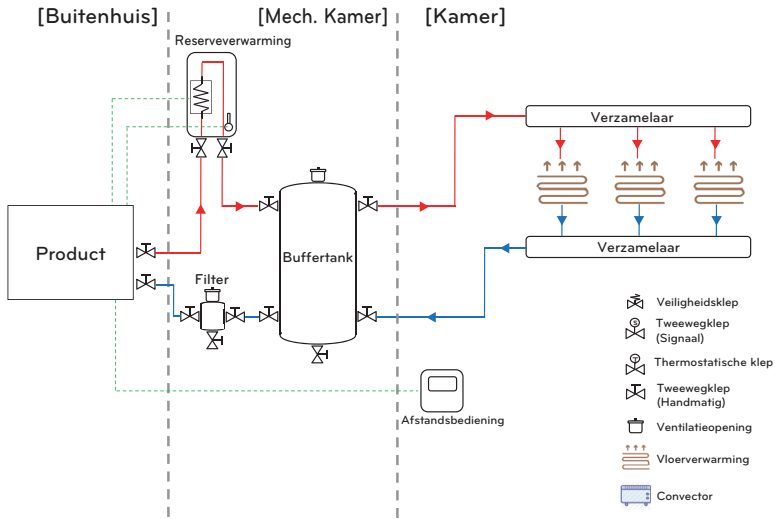 [Buitenhuis]
[Mech. Kamer]
[Kamer]
Reserveverwarming
Verzamelaar
Product
Buffertank
Verzamelaar
Filter
Afstandsbediening
Veiligheidsklep
S
Tweewegklep
(Signaal)
T
Thermostatische klep
Tweewegklep
(Handmatig)
Ventilatieopening
Vloerverwarming
Convector